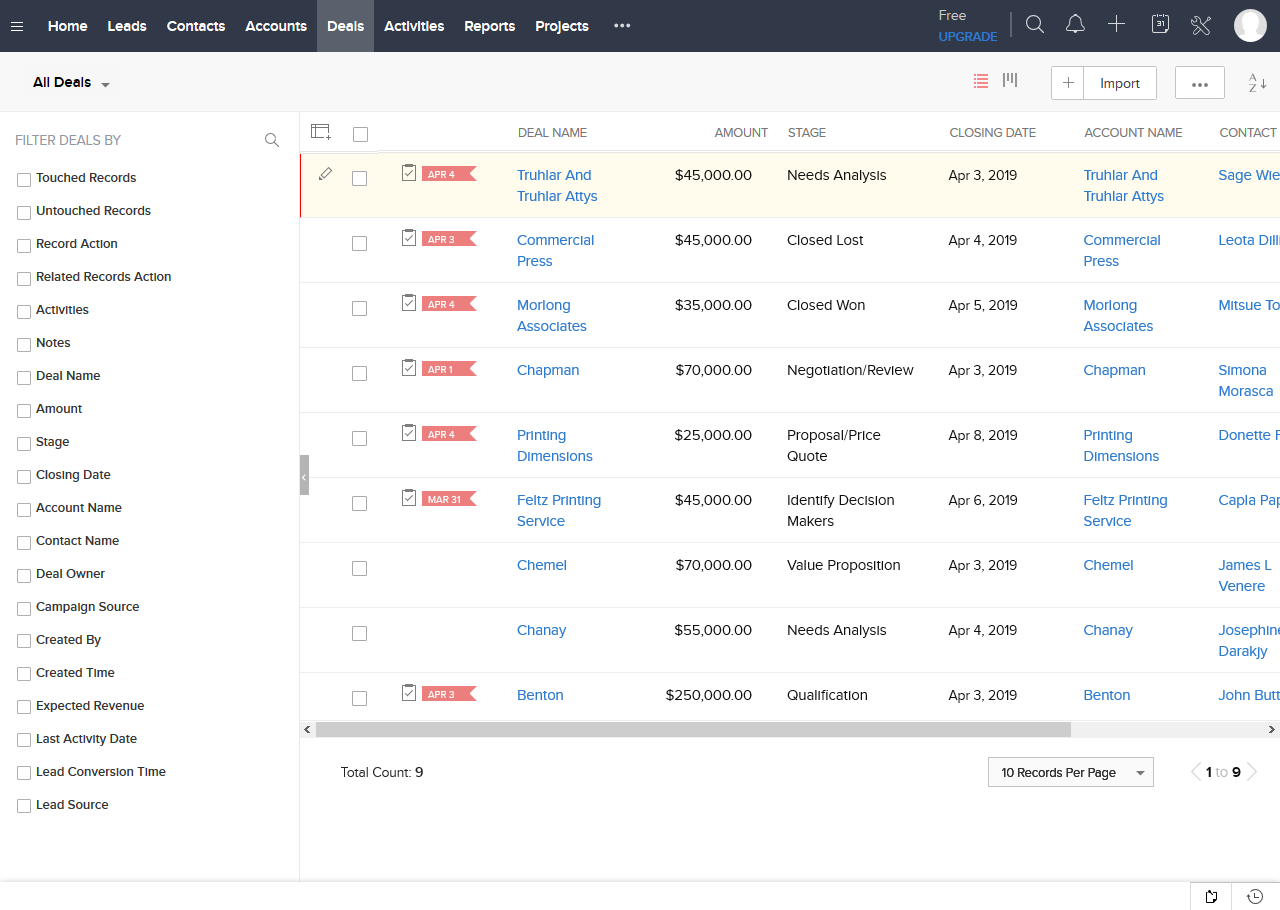 Home Leads Contacts Accounts Deals Activities Reports Projects ••• Free
UPGRADE
31
All Deals
Import
•••
A
Z
FILTER DEALS BY
Touched Records
Untouched Records
Record Action
Related Records Action
Activities
Notes
Deal Name
Amount
Stage
Closing Date
Account Name
Contact Name
Deal Owner
Campaign Source
Created By
Created Time
Expected Revenue
Last Activity Date
Lead Conversion Time
Lead Source
DEAL NAME AMOUNT STAGE CLOSING DATE ACCOUNT NAME CONTACT
APR 4 Truhlar And $45,000.00 Needs Analysis Apr 3, 2019 Truhlar And Sage Wie
Truhlar Attys Truhlar Attys
APR 3 Commercial $45,000.00 Closed Lost Apr 4, 2019 Commercial Leota Dilli
Press Press
APR 4 Morlong $35,000.00 Closed Won Apr 5, 2019 Morlong Mitsue To
Associates Associates
APR 1 Chapman $70,000.00 Negotiation/Review Apr 3, 2019 Chapman Simona
Morasca
APR 4 Printing $25,000.00 Proposal/Price Apr 8, 2019 Printing Donette F
Dimensions Quote Dimensions
MAR 31 Feltz Printing $45,000.00 Identify Decision Apr 6, 2019 Feltz Printing Capla Pap
Service Makers Service
Chemel $70,000.00 Value Proposition Apr 3, 2019 Chemel James L
Venere
Chanay $55,000.00 Needs Analysis Apr 4, 2019 Chanay Josephine
Darakjy
APR 3 Benton $250,000.00 Qualification Apr 3, 2019 Benton John Butt
Total Count: 9
10 Records Per Page
1 to 9